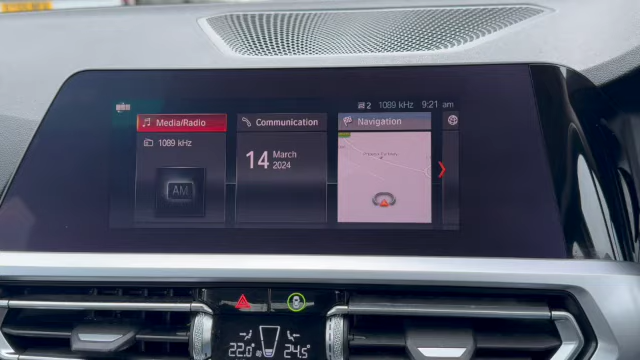 2 1089 kHz 9:21 am
Media/Radio
Communication
Navigation
1089 kHz
14 March
2024
AM
22.0 24.5